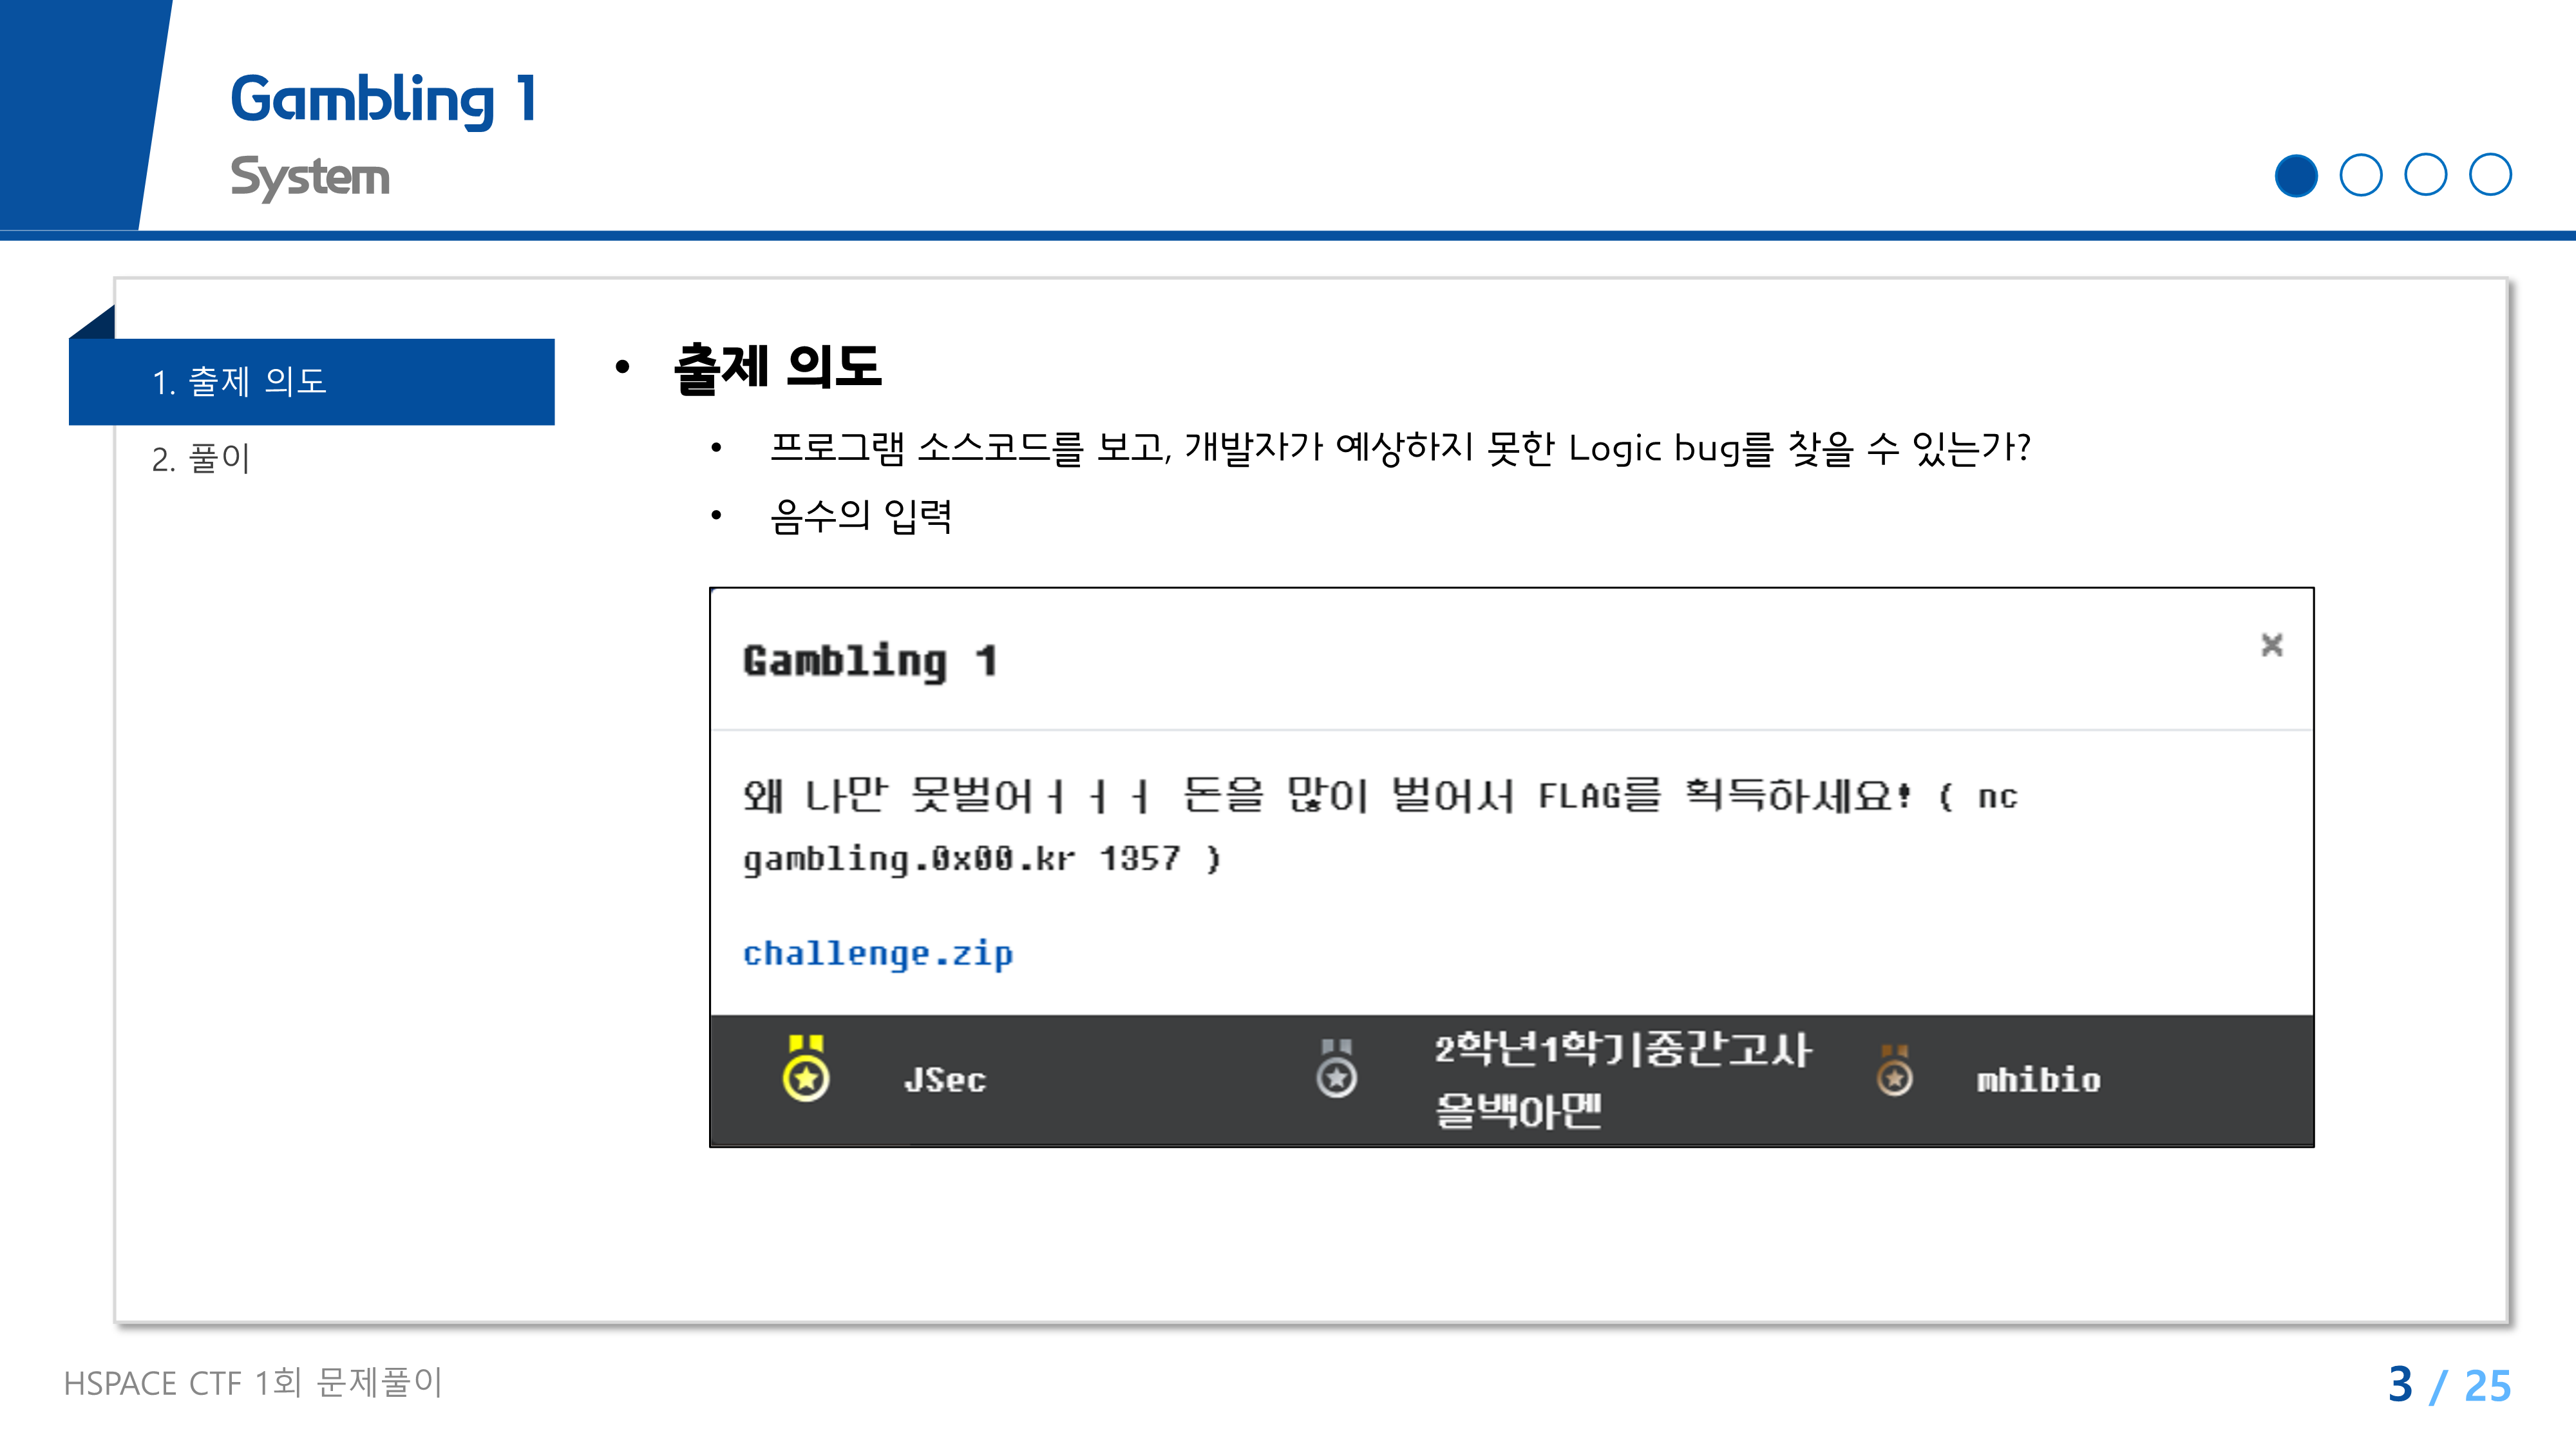 Gambling 1
System
1. 출제 의도
2. 풀이
• 출제 의도
• 프로그램 소스코드를 보고, 개발자가 예상하지 못한 Logic bug를 찾을 수 있는가?
• 음수의 입력
Gambling 1
×
왜 나만 못벌어ㅓㅓㅓ 돈을 많이 벌어서 FLAG를 획득하세요! ( nc
gambling.0x00.kr 1357 )
challenge.zip
JSec
2학년1학기중간고사
올백아멘
mhibio
HSPACE CTF 1회 문제풀이
3 / 25